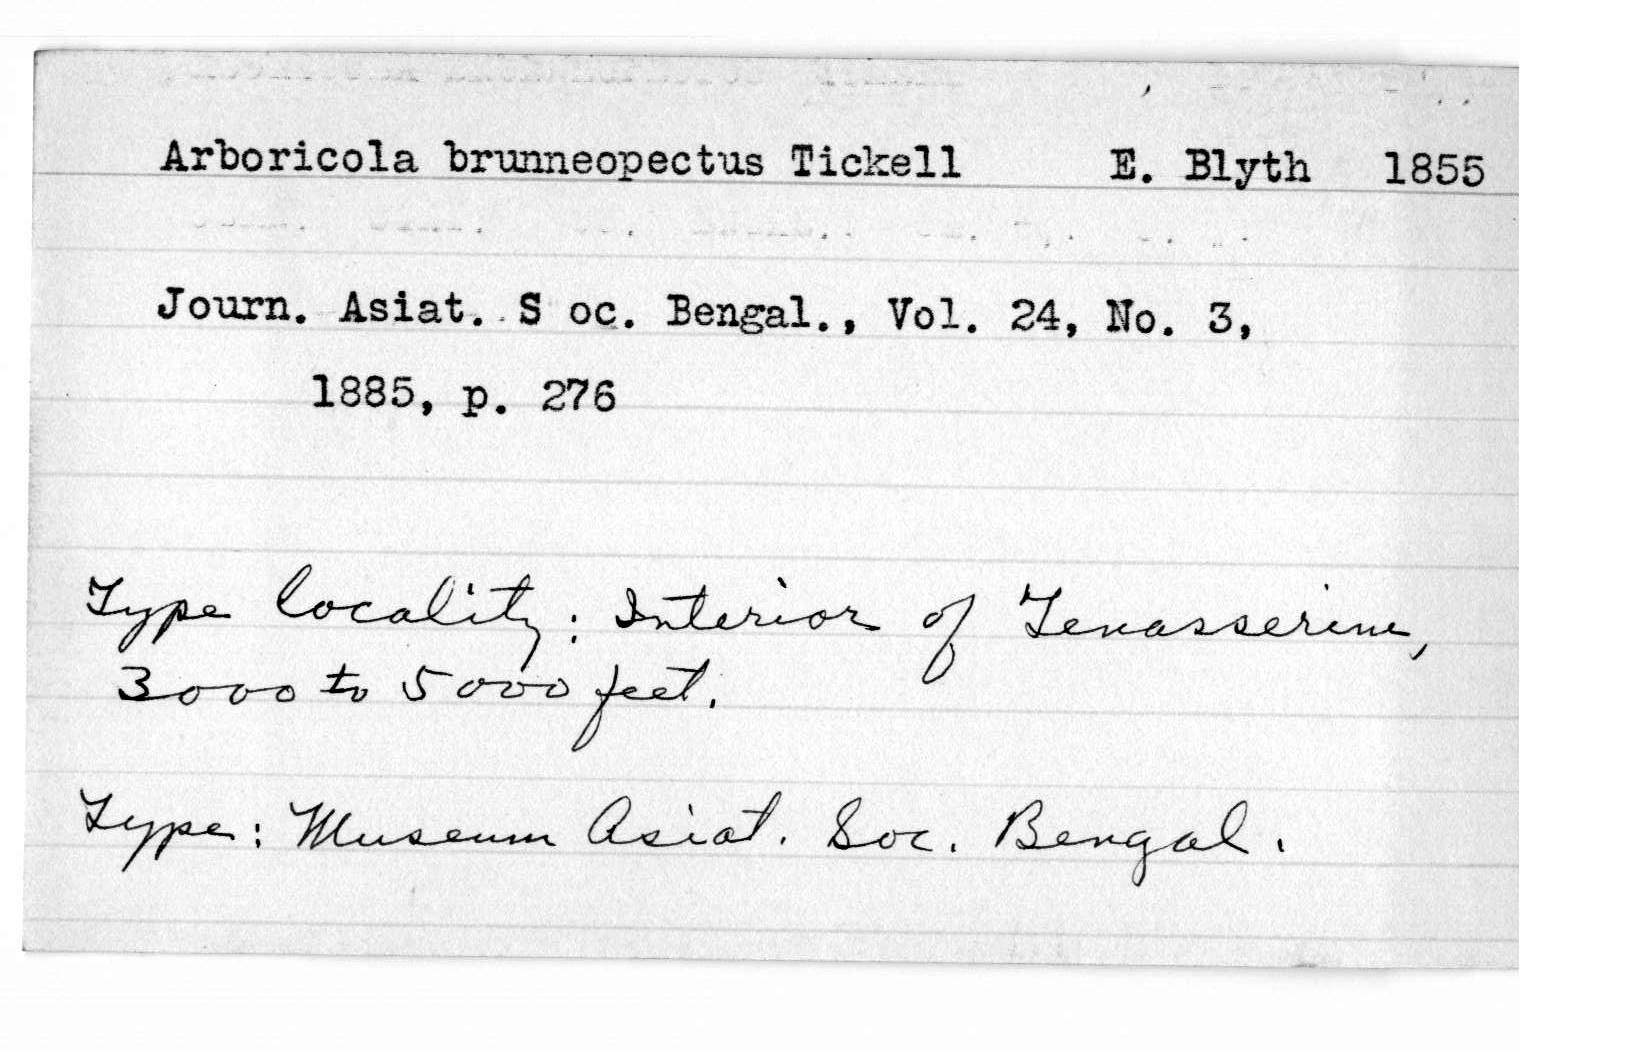 Arboricola brunneopectus Tickell E. Blyth 1855
Journ. Asiat. S oc. Bengal., Vol. 24, No. 3,
1885, p. 276
Type locality: Interior of Tenasserim,
3000 to 5000 feet.
Type: Museum Asiat. Soc. Bengal.